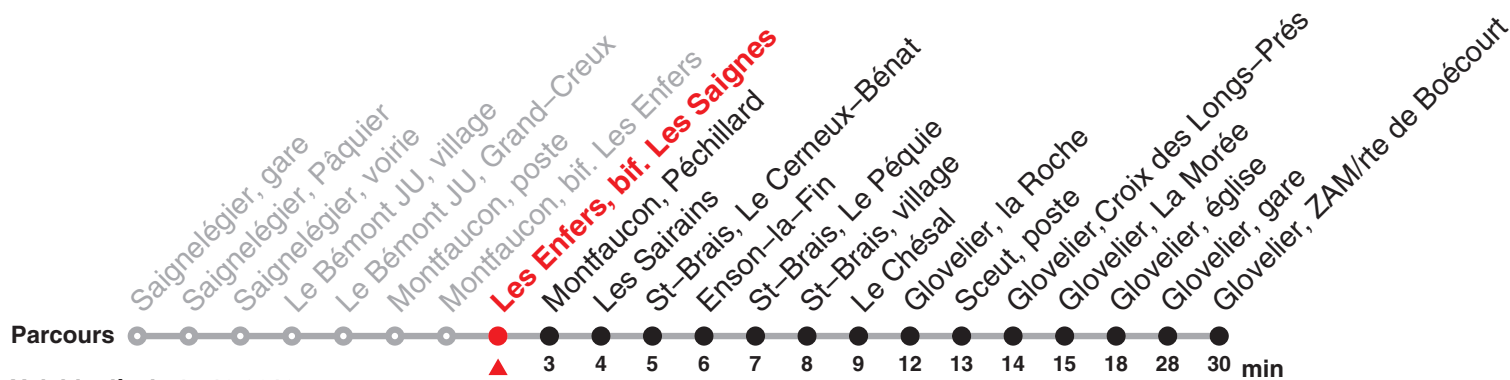 Saignelégier, gare
Saignelégier, Pâquier
Saignelégier, voirie
Le Bémont JU, village
Le Bémont JU, Grand–Creux
Montfaucon, poste
Montfaucon, bif. Les Enfers
Les Enfers, bif. Les Saignes
Montfaucon, Péchillard
Les Sairains
St–Brais, Le Cerneux–Bénat
Enson–la–Fin
St–Brais, Le Péquie
St–Brais, village
Le Chésal
Glovelier, la Roche
Sceut, poste
Glovelier, Croix des Longs–Prés
Glovelier, La Morée
Glovelier, église
Glovelier, gare
Glovelier, ZAM/rte de Boécourt
Parcours
3 4 5 6 7 8 9 12 13 14 15 18 28 30 min